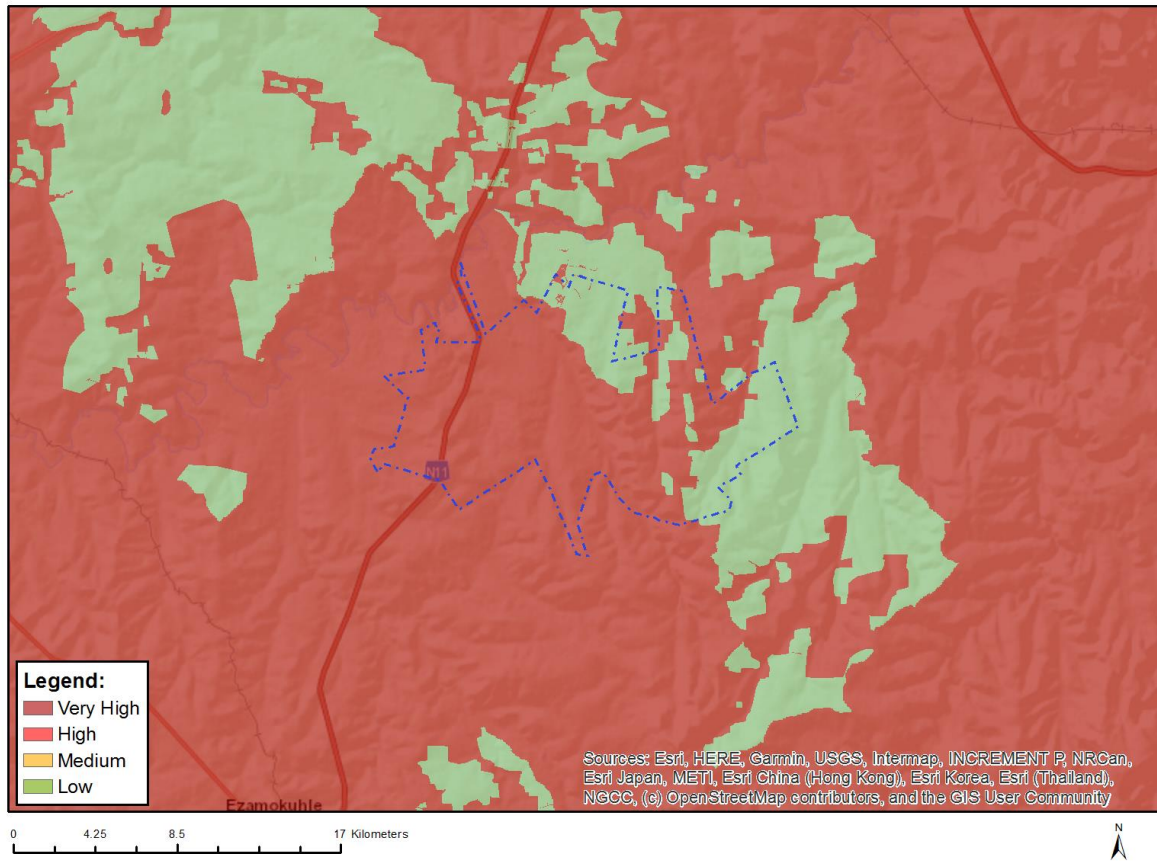 N11
Legend:
Very High
High
Medium
Low
Ezamokuhle
Sources: Esri, HERE, Garmin, USGS, Intermap, INCREMENT P, NRCan,
Esri Japan, METI, Esri China (Hong Kong), Esri Korea, Esri (Thailand),
NGCC, (c) OpenStreetMap contributors, and the GIS User Community
0 4.25 8.5 17 Kilometers
N